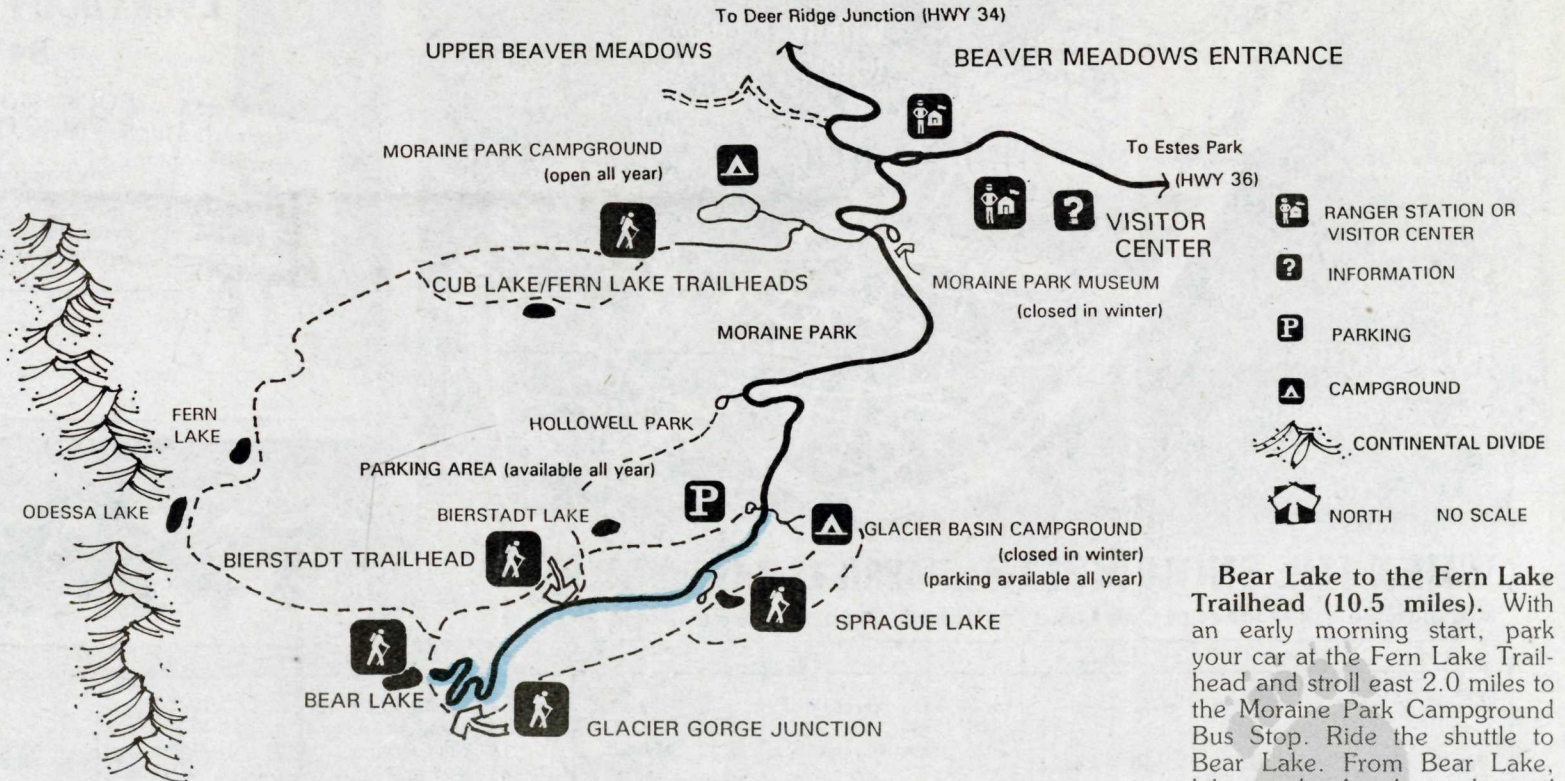 To Deer Ridge Junction (HWY 34)
UPPER BEAVER MEADOWS
BEAVER MEADOWS ENTRANCE
MORAINE PARK CAMPGROUND
(open all year)
To Estes Park
(HWY 36)
?
VISITOR
CENTER
CUB LAKE/FERN LAKE TRAILHEADS
MORAINE PARK MUSEUM
(closed in winter)
MORAINE PARK
FERN
LAKE
HOLLOWELL PARK
PARKING AREA (available all year)
ODESSA LAKE
BIERSTADT LAKE
P
BIERSTADT TRAILHEAD
GLACIER BASIN CAMPGROUND
(closed in winter)
(parking available all year)
SPRAGUE LAKE
BEAR LAKE
GLACIER GORGE JUNCTION
RANGER STATION OR
VISITOR CENTER
? INFORMATION
P PARKING
CAMPGROUND
CONTINENTAL DIVIDE
NORTH NO SCALE
Bear Lake to the Fern Lake
Trailhead (10.5 miles). With
an early morning start, park
your car at the Fern Lake Trail-
head and stroll east 2.0 miles to
the Moraine Park Campground
Bus Stop. Ride the shuttle to
Bear Lake. From Bear Lake,